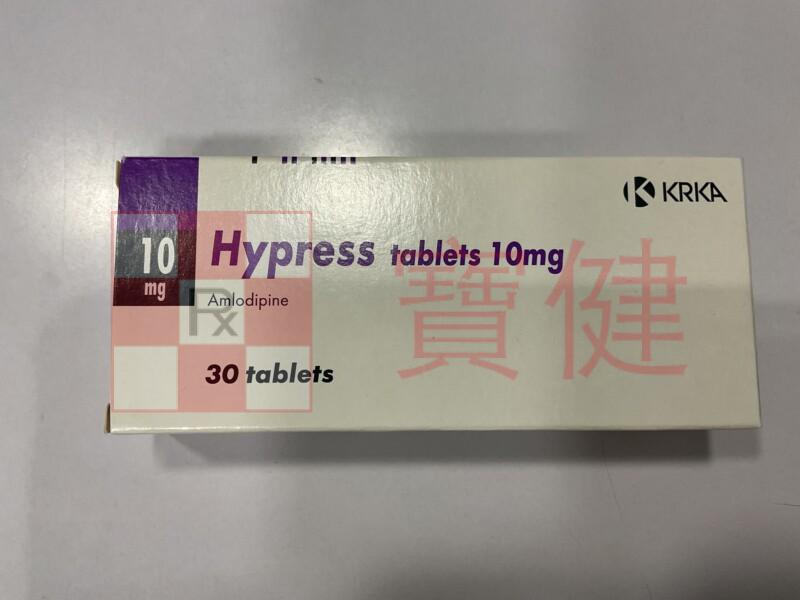 KRKA
10
mg
Hypress tablets 10mg
Amlodipine
Rx
30 tablets
寶健